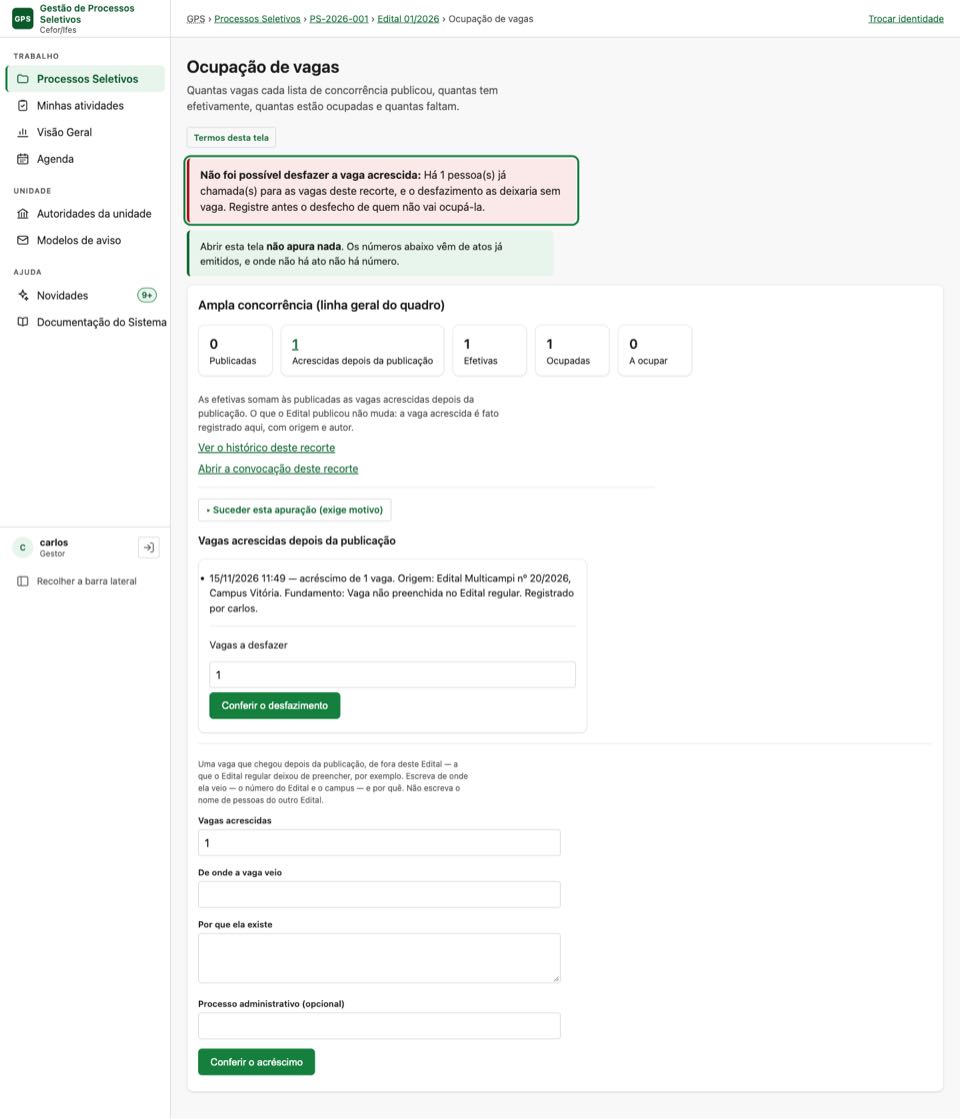 GPS
Gestão de Processos
Seletivos
Cefor/Ifes
GPS › Processos Seletivos › PS-2026-001 › Edital 01/2026 › Ocupação de vagas
Trocar identidade
TRABALHO
Processos Seletivos
Minhas atividades
Visão Geral
Agenda
UNIDADE
Autoridades da unidade
Modelos de aviso
AJUDA
Novidades 9+
Documentação do Sistema
C
carlos
Gestor
Recolher a barra lateral
Ocupação de vagas
Quantas vagas cada lista de concorrência publicou, quantas tem
efetivamente, quantas estão ocupadas e quantas faltam.
Termos desta tela
Não foi possível desfazer a vaga acrescida: Há 1 pessoa(s) já
chamada(s) para as vagas deste recorte, e o desfazimento as deixaria sem
vaga. Registre antes o desfecho de quem não vai ocupá-la.
Abrir esta tela não apura nada. Os números abaixo vêm de atos já
emitidos, e onde não há ato não há número.
Ampla concorrência (linha geral do quadro)
0
Publicadas
1
Acrescidas depois da publicação
1
Efetivas
1
Ocupadas
0
A ocupar
As efetivas somam às publicadas as vagas acrescidas depois da
publicação. O que o Edital publicou não muda: a vaga acrescida é fato
registrado aqui, com origem e autor.
Ver o histórico deste recorte
Abrir a convocação deste recorte
▸ Suceder esta apuração (exige motivo)
Vagas acrescidas depois da publicação
• 15/11/2026 11:49 — acréscimo de 1 vaga. Origem: Edital Multicampi nº 20/2026,
Campus Vitória. Fundamento: Vaga não preenchida no Edital regular. Registrado
por carlos.
Vagas a desfazer
1
Conferir o desfazimento
Uma vaga que chegou depois da publicação, de fora deste Edital — a
que o Edital regular deixou de preencher, por exemplo. Escreva de onde
ela veio — o número do Edital e o campus — e por quê. Não escreva o
nome de pessoas do outro Edital.
Vagas acrescidas
1
De onde a vaga veio
Por que ela existe
Processo administrativo (opcional)
Conferir o acréscimo